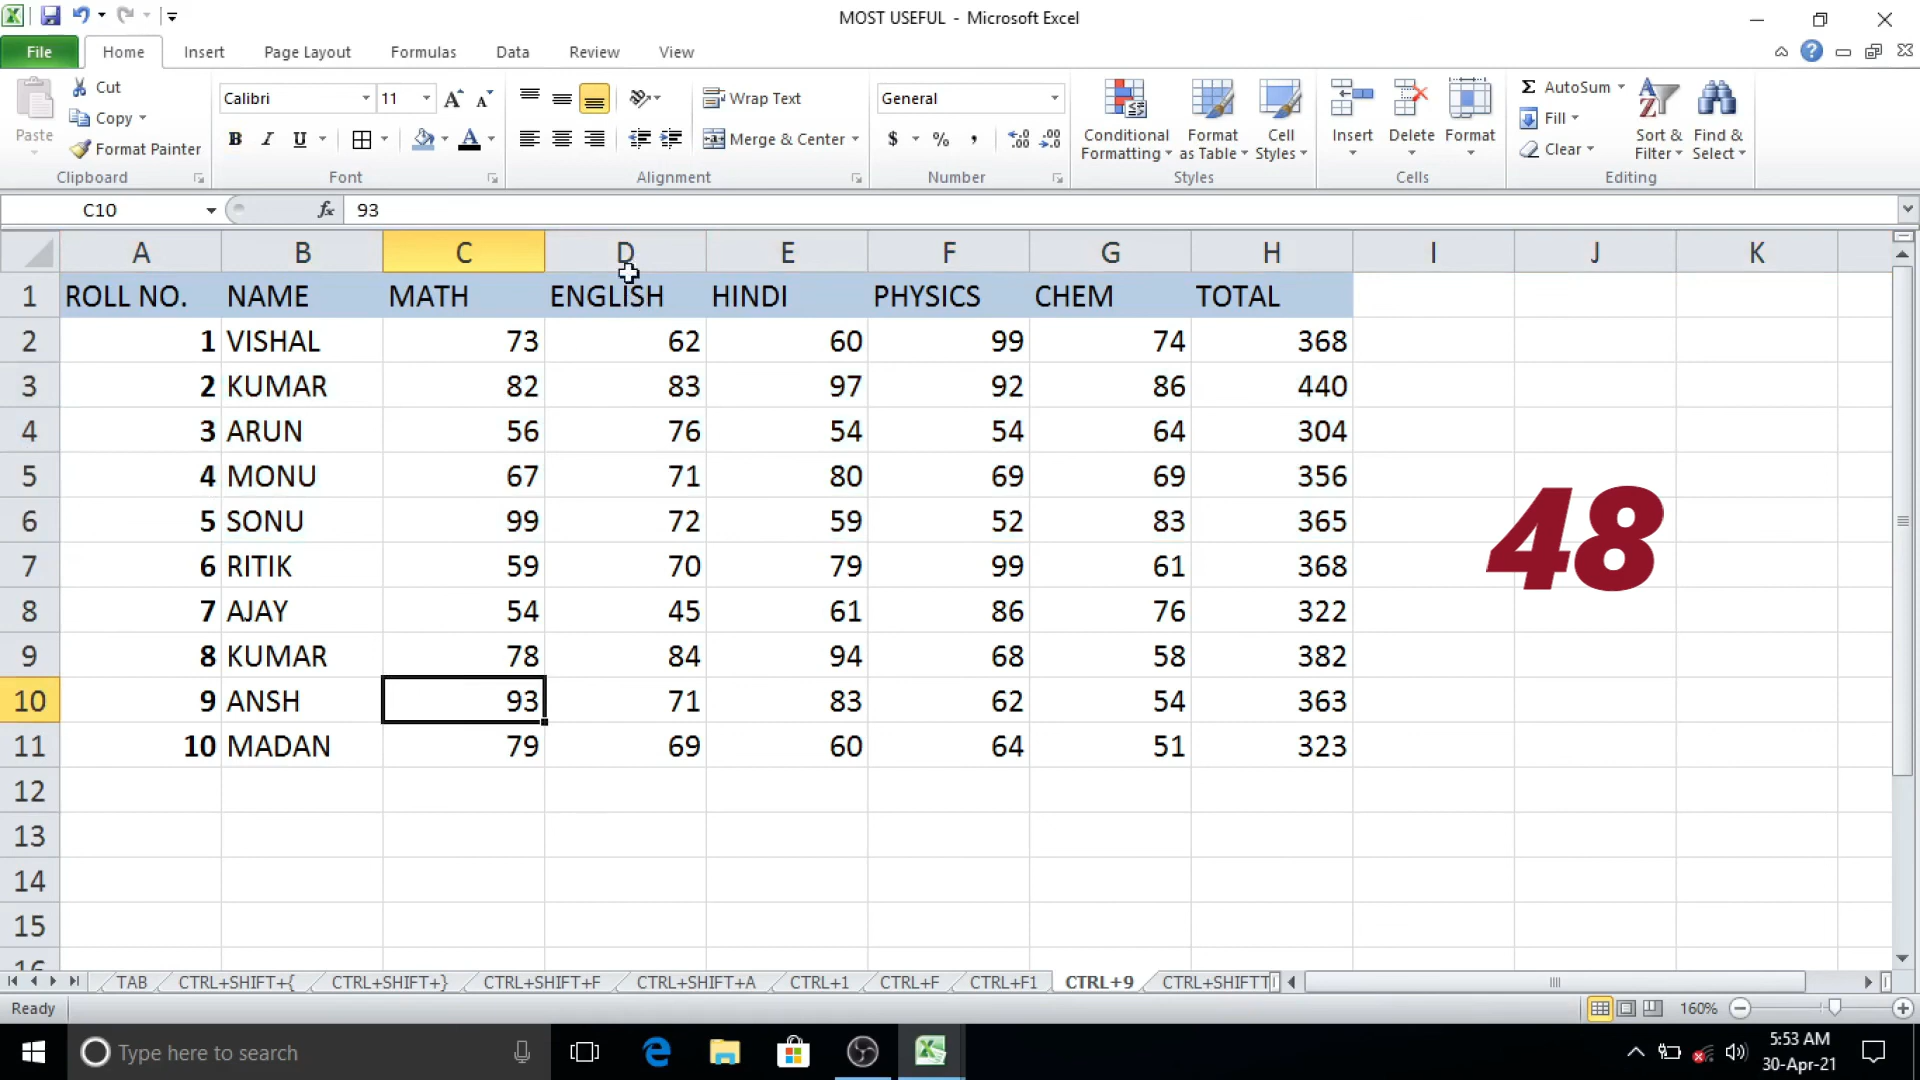 MOST USEFUL - Microsoft Excel
File Home Insert Page Layout Formulas Data Review View
Paste Cut Copy Format Painter Clipboard
Calibri 11 B I U A Font
Wrap Text Merge & Center Alignment
General $ % , Number
Conditional Formatting Format as Table Cell Styles Styles
Insert Delete Format Cells
Σ AutoSum Fill Clear Sort & Filter Find & Select Editing
C10 fx 93
A B C D E F G H I J K
1 ROLL NO. NAME MATH ENGLISH HINDI PHYSICS CHEM TOTAL
2 1 VISHAL 73 62 60 99 74 368
3 2 KUMAR 82 83 97 92 86 440
4 3 ARUN 56 76 54 54 64 304
5 4 MONU 67 71 80 69 69 356
6 5 SONU 99 72 59 52 83 365
48
7 6 RITIK 59 70 79 99 61 368
8 7 AJAY 54 45 61 86 76 322
9 8 KUMAR 78 84 94 68 58 382
10 9 ANSH 93 71 83 62 54 363
11 10 MADAN 79 69 60 64 51 323
12
13
14
15
16
TAB CTRL+SHIFT+{ CTRL+SHIFT+} CTRL+SHIFT+F CTRL+SHIFT+A CTRL+1 CTRL+F CTRL+F1 CTRL+9 CTRL+SHIFTT
Ready 160%
Type here to search 5:53 AM
30-Apr-21